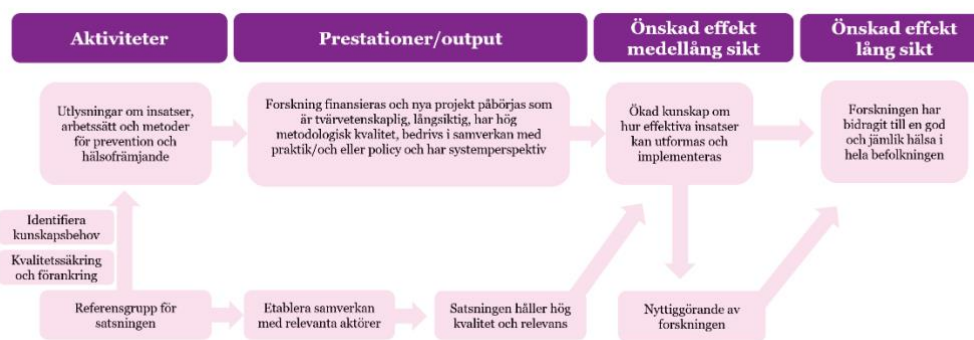 Aktiviteter
Prestationer/output
Önskad effekt
medellång sikt
Önskad effekt
lång sikt
Utlysningar om insatser,
arbetssätt och metoder
för prevention och
hälsofrämjande
Forskning finansieras och nya projekt påbörjas som
är tvärvetenskaplig, långsiktig, har hög
metodologisk kvalitet, bedrivs i samverkan med
praktik/och eller policy och har systemperspektiv
Ökad kunskap om
hur effektiva insatser
kan utformas och
implementeras
Forskningen har
bidragit till en god
och jämlik hälsa i
hela befolkningen
Identifiera
kunskapsbehov
Kvalitetssäkring
och förankring
Referensgrupp för
satsningen
Etablera samverkan
med relevanta aktörer
Satsningen håller hög
kvalitet och relevans
Nyttiggörande av
forskningen